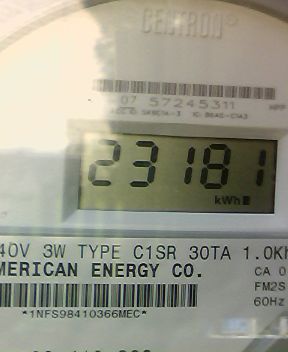 CENTRON®
07 57245311
23181
kWh
40V 3W TYPE C1SR 30TA 1.0Kh
MERICAN ENERGY CO.
CA 0
FM2S
60Hz
*1NFS98410366MEC*